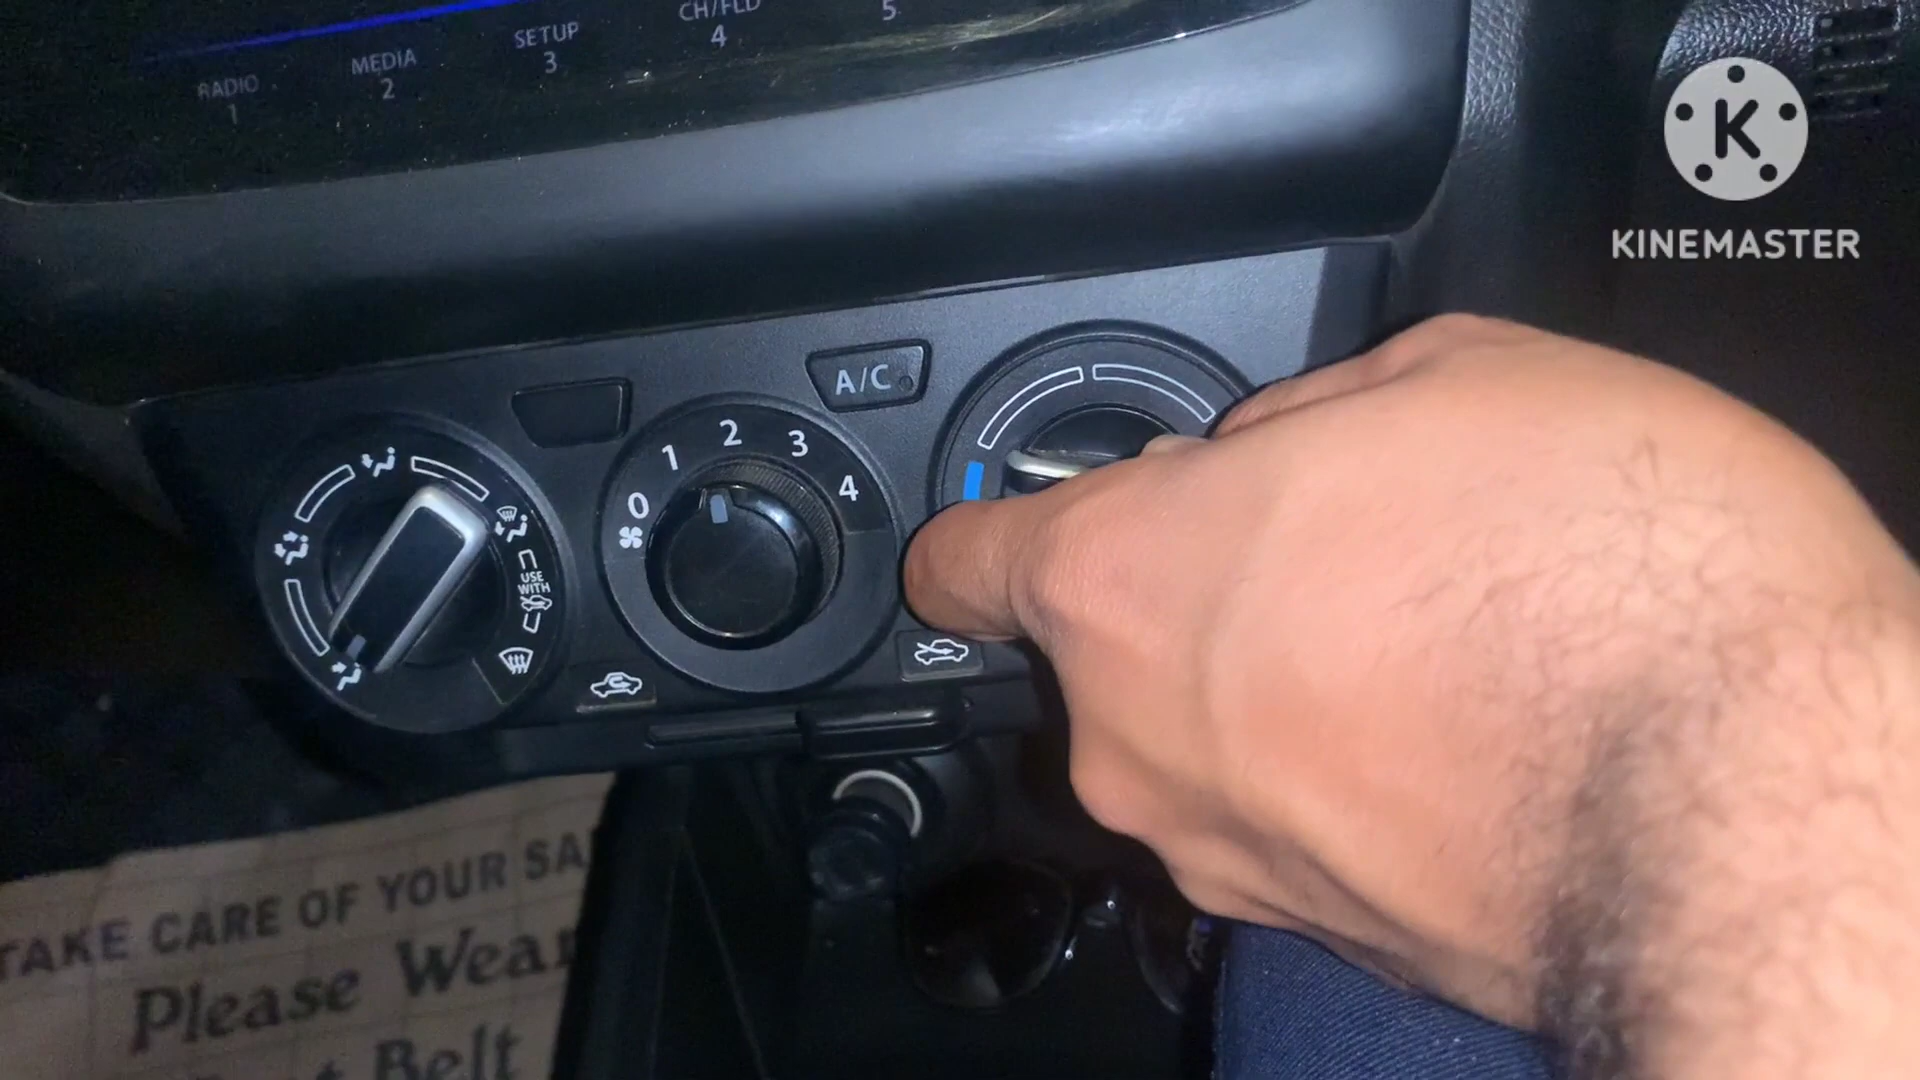 RADIO
1
MEDIA
2
SETUP
3
CH/FLD
4
5
K
KINEMASTER
A/C
0
1
2
3
4
USE
WITH
TAKE CARE OF YOUR SA
Please Wear
Belt